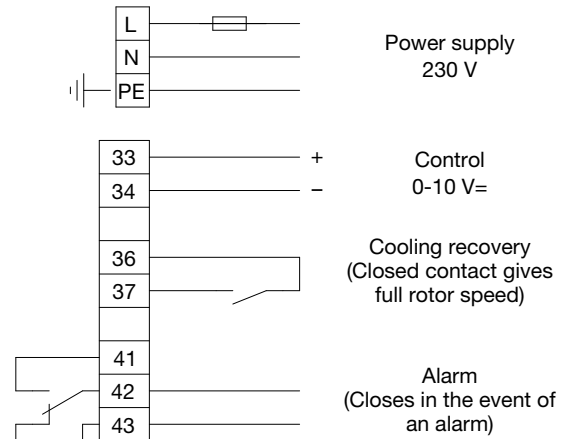 L
N
PE
Power supply
230 V
33
+
34
−
Control
0-10 V=
36
37
Cooling recovery
(Closed contact gives
full rotor speed)
41
42
43
Alarm
(Closes in the event of
an alarm)